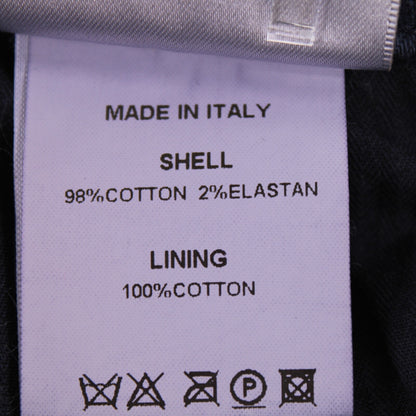 MADE IN ITALY
SHELL
98%COTTON 2%ELASTAN
LINING
100%COTTON
P